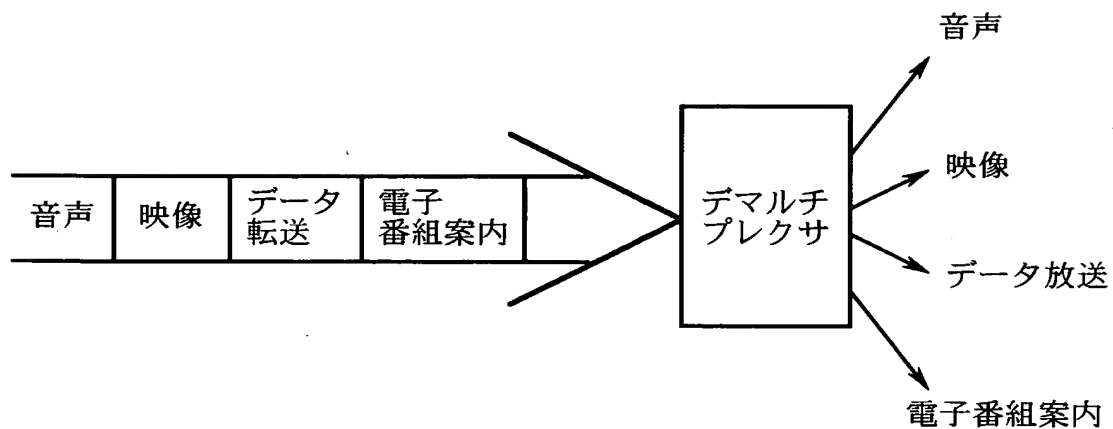 音声
映像
データ
転送
電子
番組案内
デマルチ
プレクサ
音声
映像
データ放送
電子番組案内